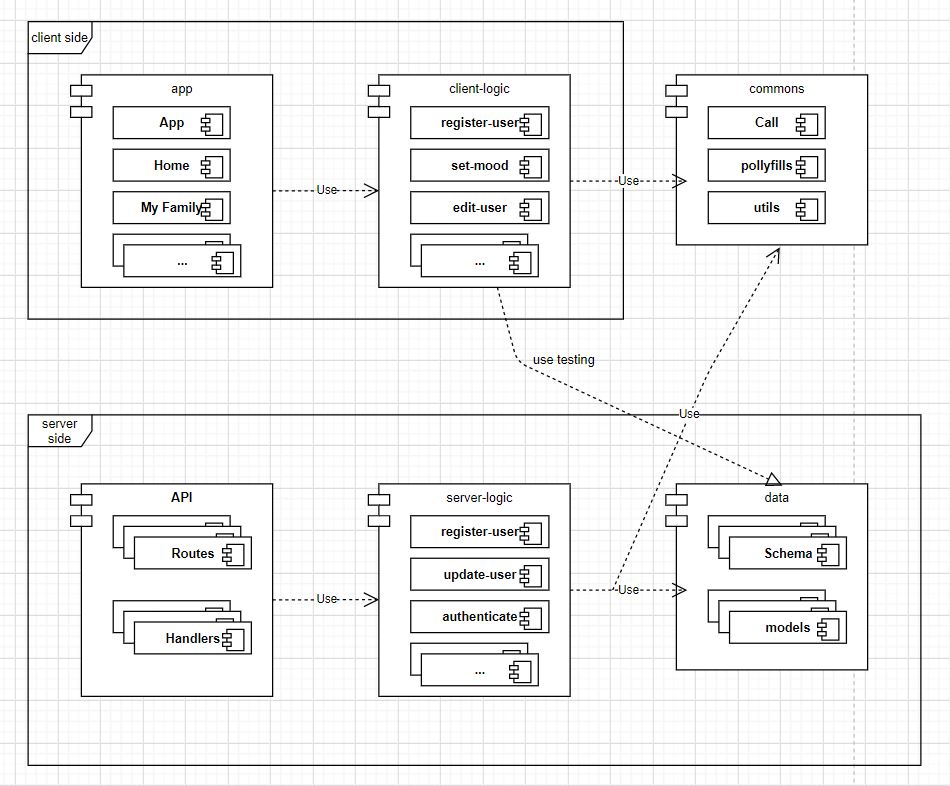 client side
app
App
Home
My Family
...
Use
client-logic
register-user
set-mood
edit-user
...
Use
commons
Call
pollyfills
utils
use testing
Use
server
side
API
Routes
Handlers
Use
server-logic
register-user
update-user
authenticate
...
Use
data
Schema
models